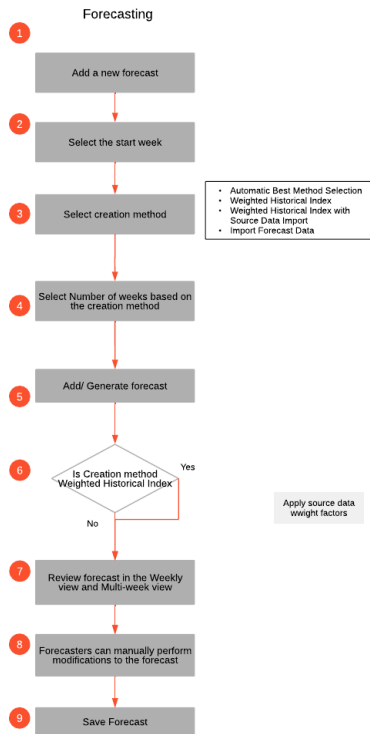 Forecasting
1
Add a new forecast
2
Select the start week
3
Select creation method
• Automatic Best Method Selection
• Weighted Historical Index
• Weighted Historical Index with
Source Data Import
• Import Forecast Data
4
Select Number of weeks based on
the creation method
5
Add/ Generate forecast
6
Is Creation method
Weighted Historical Index
Yes
No
Apply source data
wwight factors
7
Review forecast in the Weekly
view and Multi-week view
8
Forecasters can manually perform
modifications to the forecast
9
Save Forecast